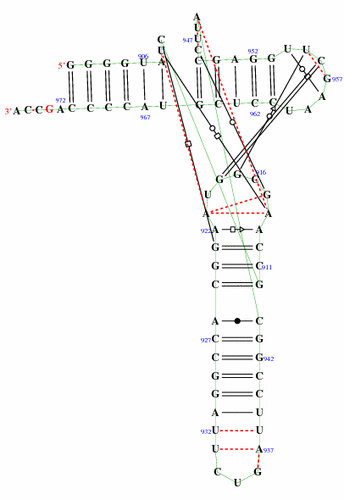 A
C U
947 U
U C
906
5' G G G G U A G A G G U U
952
C
G 957
A
A
U
3' A C C G A C C C C A U G C U C C
972
967
962
G G G
916
U G
A A
922 A A
G C
G C
911
C G
A C
927 C G
C G
942
G C
G C
A U
932 U U
U A 937
C U G